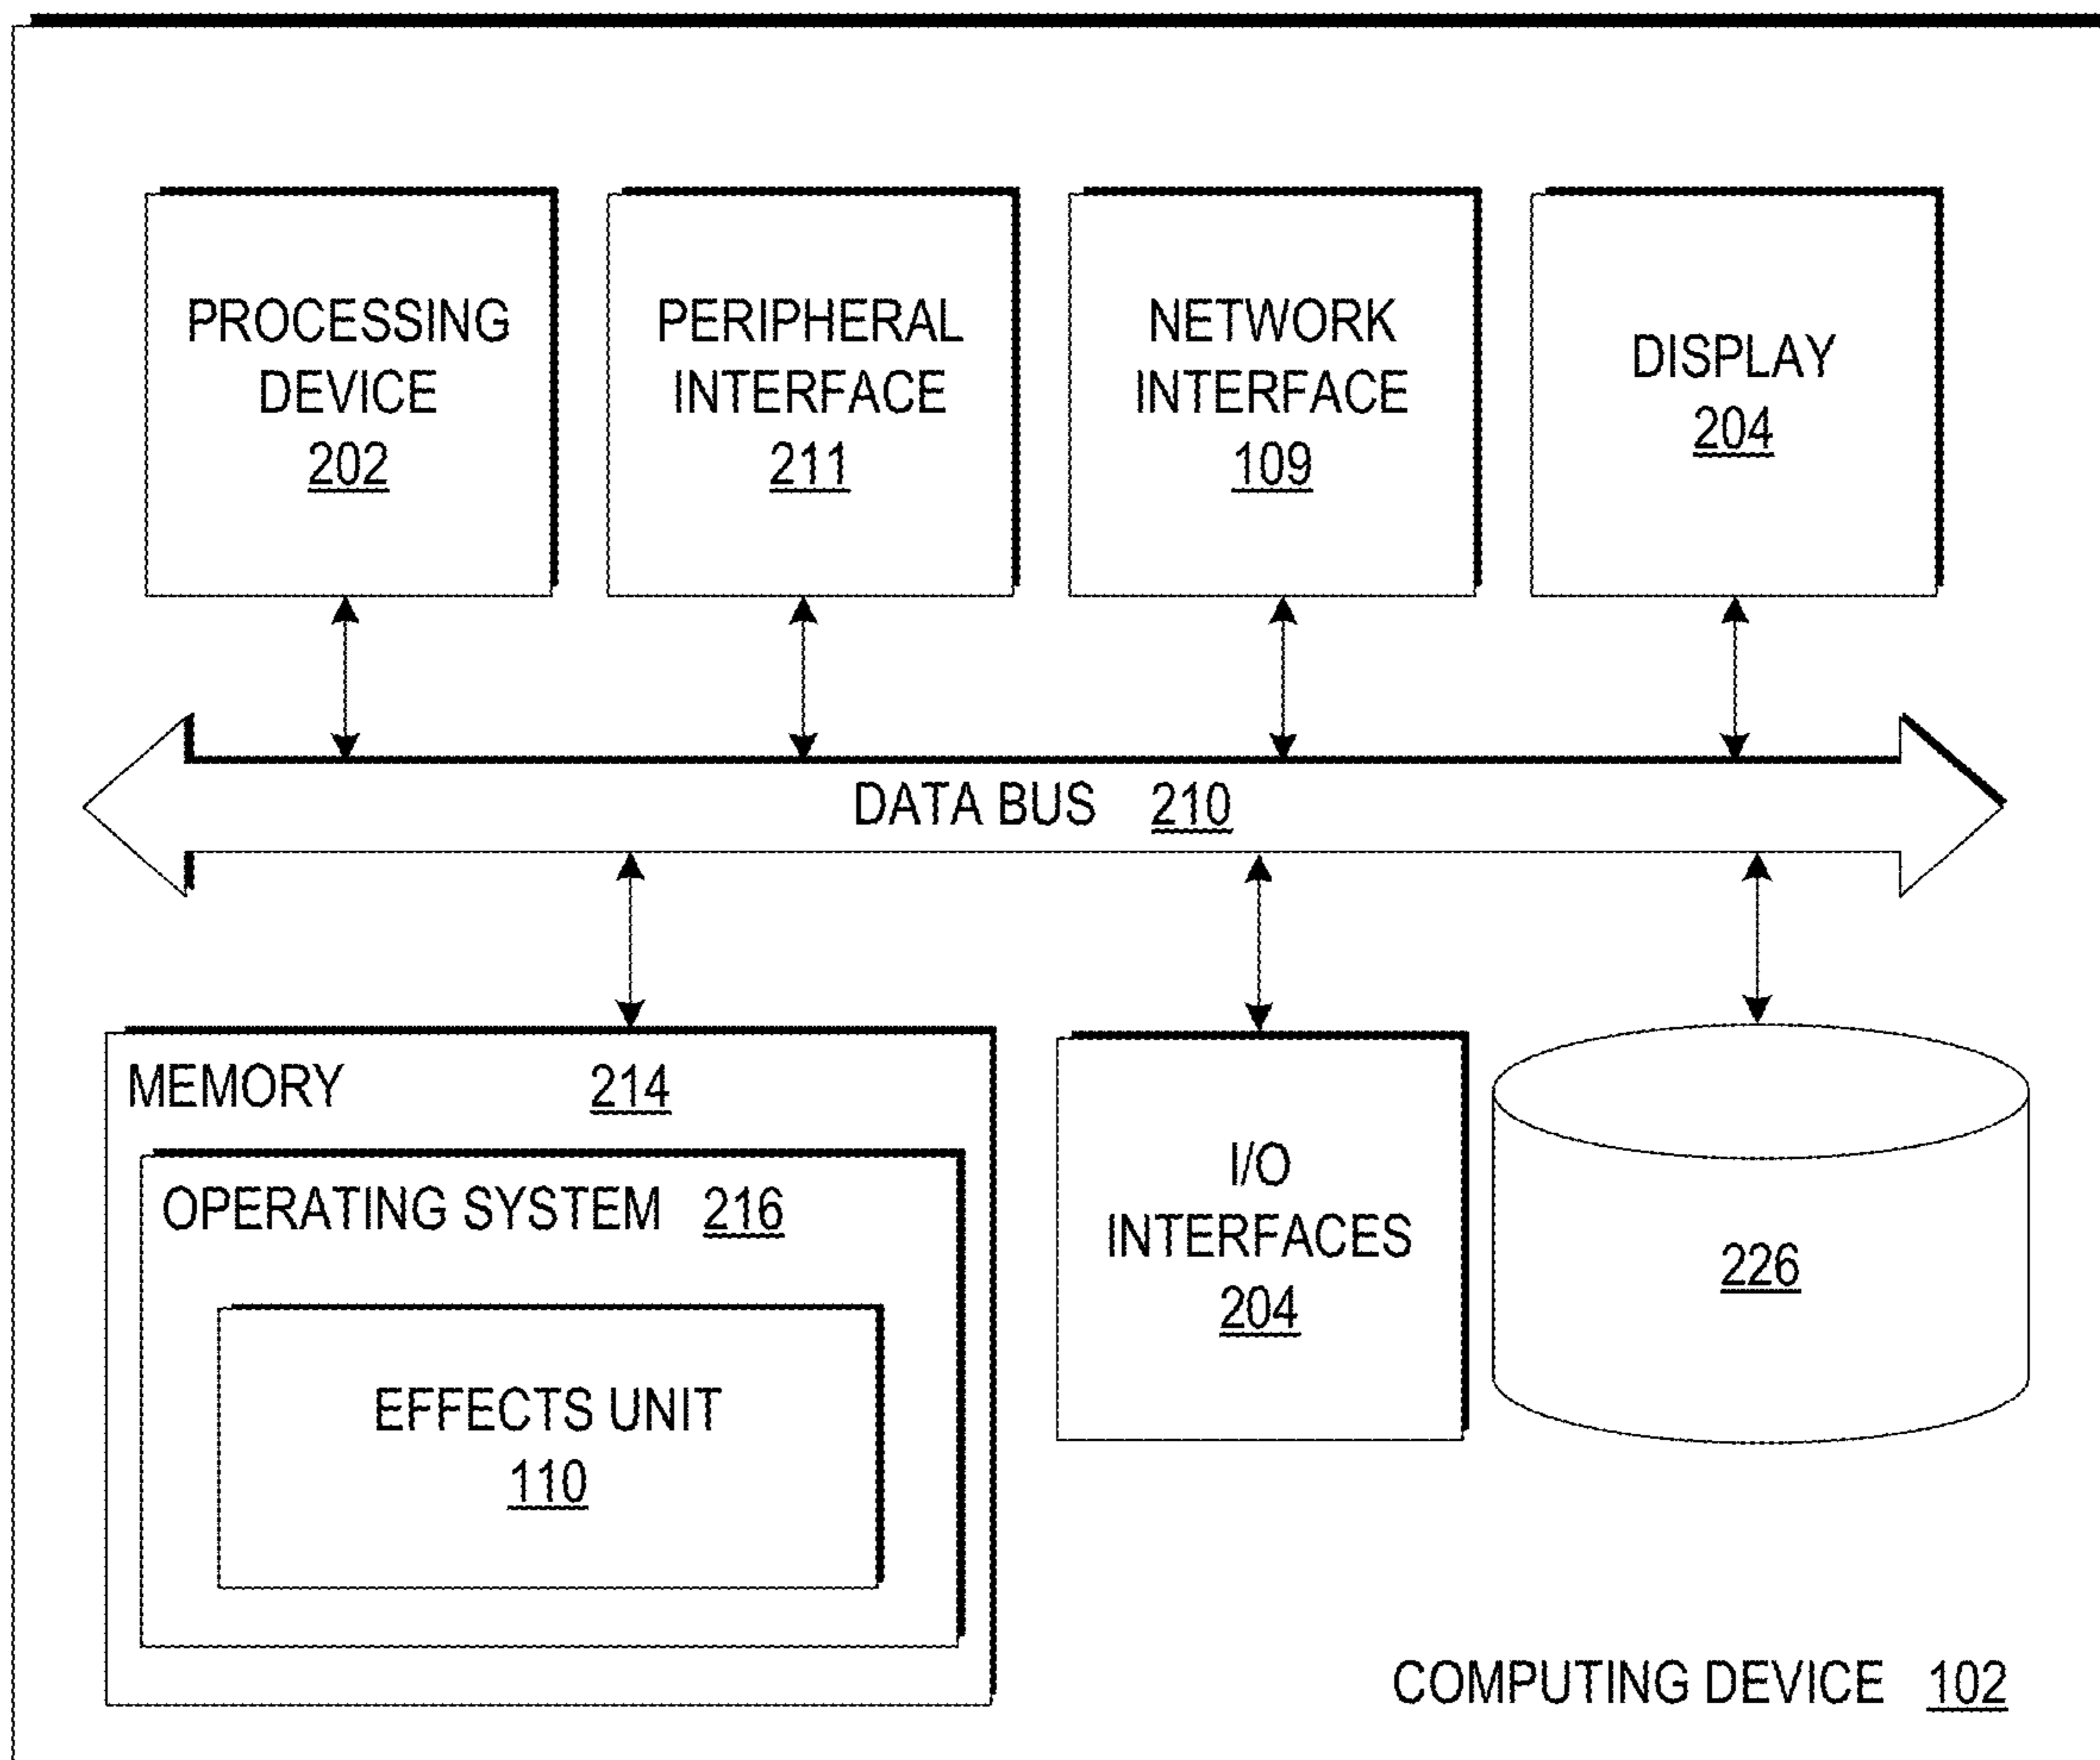 PROCESSING
DEVICE
202
PERIPHERAL
INTERFACE
211
NETWORK
INTERFACE
109
DISPLAY
204
DATA BUS 210
MEMORY 214
OPERATING SYSTEM 216
EFFECTS UNIT
110
I/O
INTERFACES
204
226
COMPUTING DEVICE 102